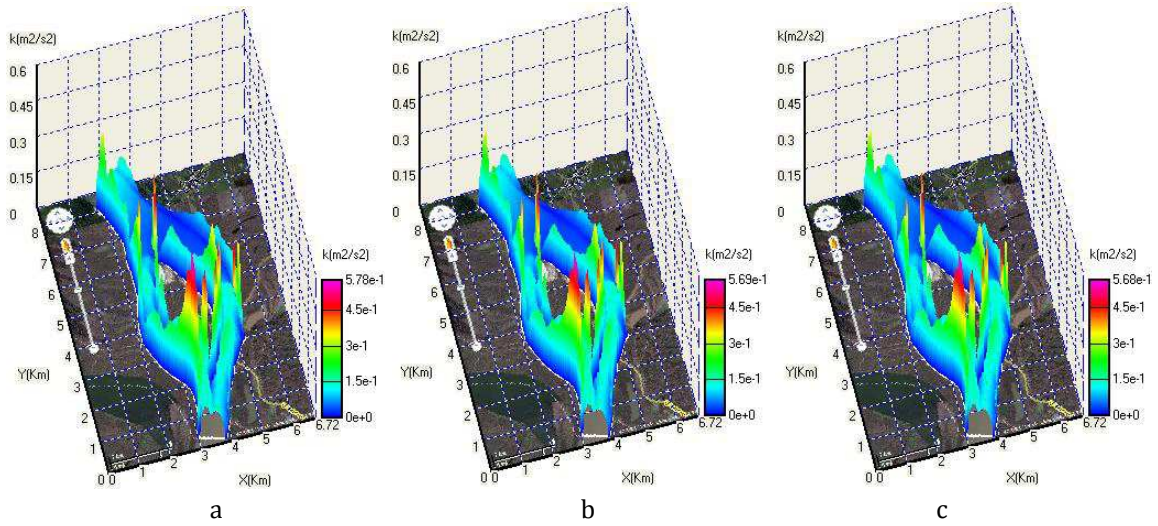 k(m2/s2)
0.6
0.45
0.3
0.15
0
8
7
6
5
4
3
2
1
0
Y(Km)
0 1 2 3 4 5 6 6.72
X(Km)
k(m2/s2)
5.78e-1
4.5e-1
3e-1
1.5e-1
0e+0
a
k(m2/s2)
0.6
0.45
0.3
0.15
0
8
7
6
5
4
3
2
1
0
Y(Km)
0 1 2 3 4 5 6 6.72
X(Km)
k(m2/s2)
5.69e-1
4.5e-1
3e-1
1.5e-1
0e+0
b
k(m2/s2)
0.6
0.45
0.3
0.15
0
8
7
6
5
4
3
2
1
0
Y(Km)
0 1 2 3 4 5 6 6.72
X(Km)
k(m2/s2)
5.68e-1
4.5e-1
3e-1
1.5e-1
0e+0
c